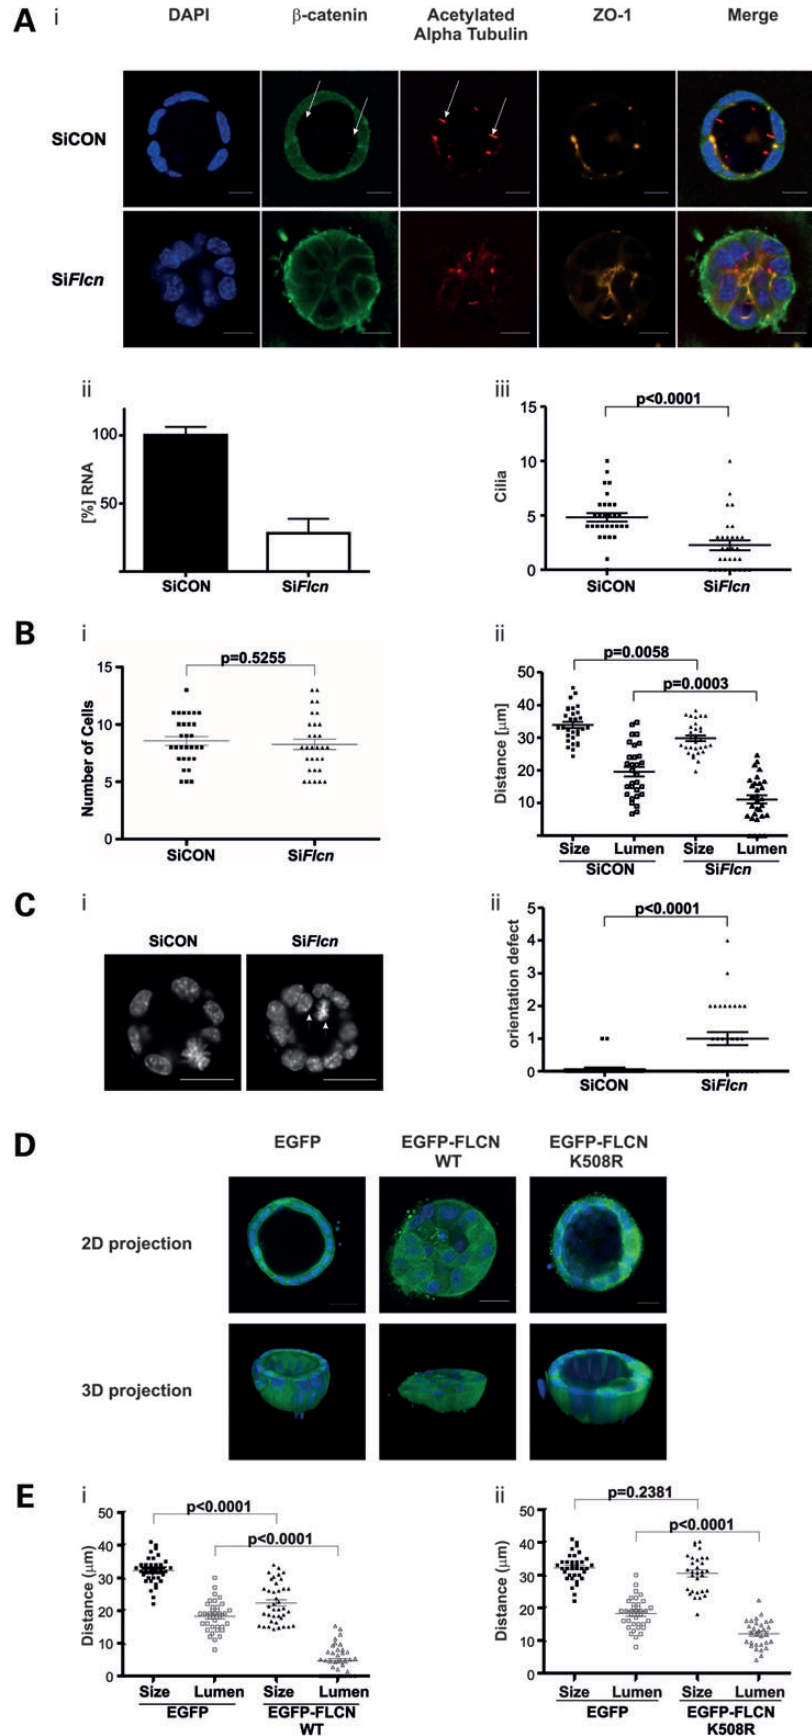 A i DAPI β-catenin Acetylated Alpha Tubulin ZO-1 Merge
SiCON
SiFlcn
ii
[%] RNA
100
50
SiCON SiFlcn
iii
p<0.0001
Cilia
15
10
5
0
SiCON SiFlcn
B i
p=0.5255
Number of Cells
15
10
5
0
SiCON SiFlcn
ii
p=0.0058
p=0.0003
Distance [μm]
50
40
30
20
10
Size Lumen Size Lumen
SiCON SiFlcn
C i
SiCON SiFlcn
ii
p<0.0001
orientation defect
5
4
3
2
1
0
SiCON SiFlcn
D
EGFP EGFP-FLCN WT EGFP-FLCN K508R
2D projection
3D projection
E i
p<0.0001
p<0.0001
Distance (μm)
50
40
30
20
10
0
Size Lumen Size Lumen
EGFP EGFP-FLCN
WT
ii
p=0.2381
p<0.0001
Distance (μm)
50
40
30
20
10
0
Size Lumen Size Lumen
EGFP EGFP-FLCN
K508R